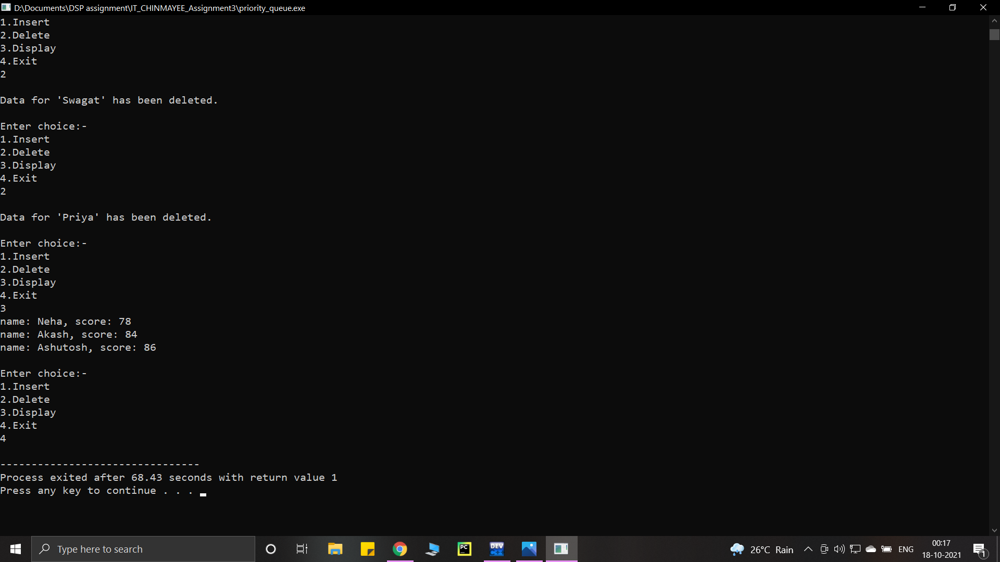 D:\Documents\DSP assignment\IT_CHINMAYEE_Assignment3\priority_queue.exe
1.Insert
2.Delete
3.Display
4.Exit
2
Data for 'Swagat' has been deleted.
Enter choice:-
1.Insert
2.Delete
3.Display
4.Exit
2
Data for 'Priya' has been deleted.
Enter choice:-
1.Insert
2.Delete
3.Display
4.Exit
3
name: Neha, score: 78
name: Akash, score: 84
name: Ashutosh, score: 86
Enter choice:-
1.Insert
2.Delete
3.Display
4.Exit
4
--------------------------------
Process exited after 68.43 seconds with return value 1
Press any key to continue . . .
Type here to search
PC
DEV
C++
26°C Rain
ENG
00:17
18-10-2021
1